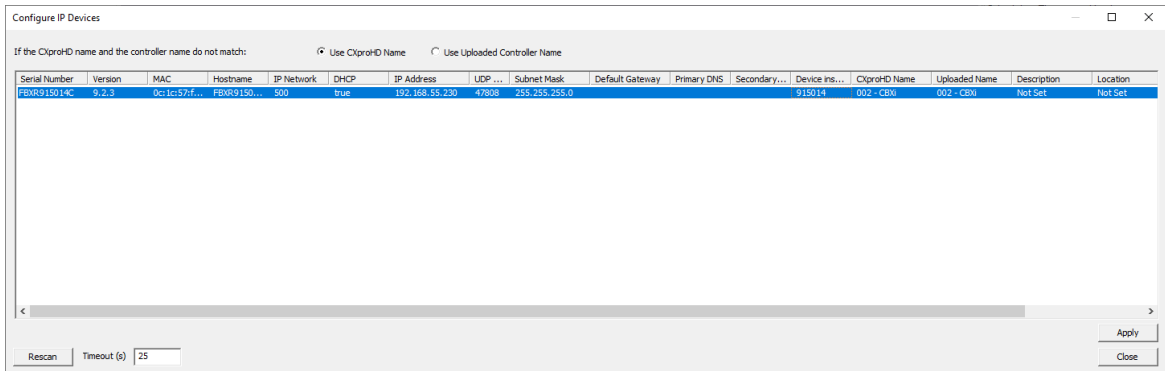 Configure IP Devices
If the CXproHD name and the controller name do not match: Use CXproHD Name Use Uploaded Controller Name
Serial Number Version MAC Hostname IP Network DHCP IP Address UDP ... Subnet Mask Default Gateway Primary DNS Secondary... Device ins... CXproHD Name Uploaded Name Description Location
FBXR915014C 9.2.3 0c:1c:57:f... FBXR9150... 500 true 192.168.55.230 47808 255.255.255.0 915014 002 - CBXi 002 - CBXi Not Set Not Set
Apply
Rescan Timeout (s) 25 Close